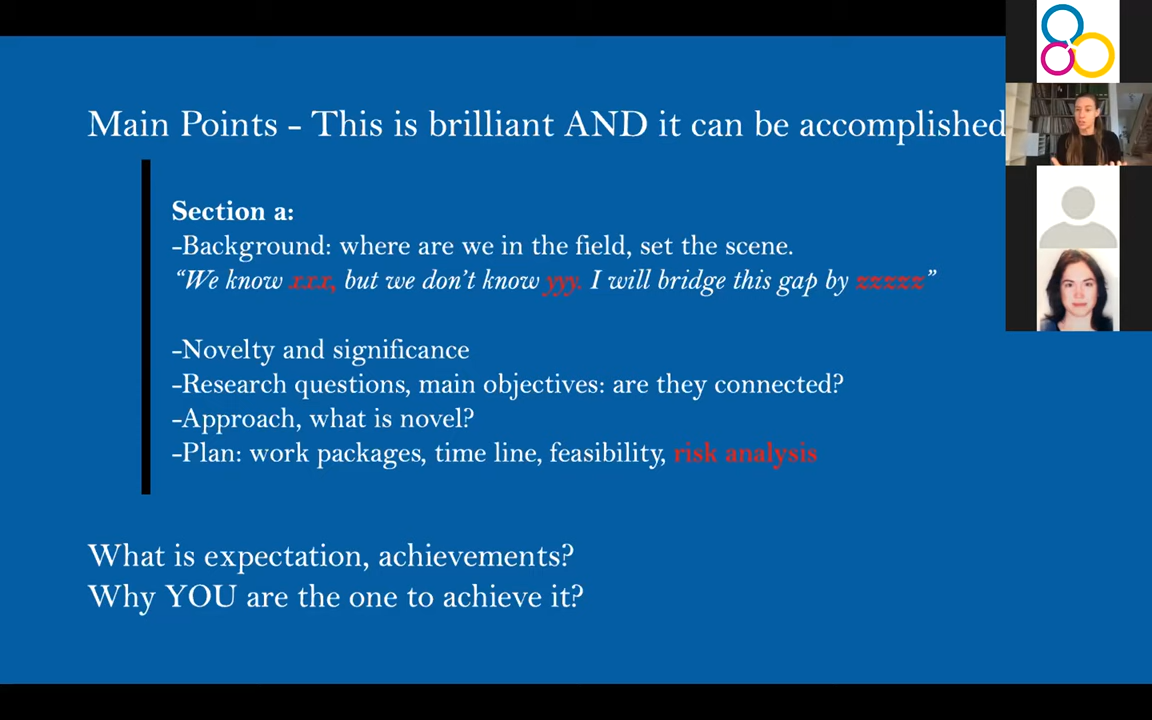 Main Points - This is brilliant AND it can be accomplished
Section a:
-Background: where are we in the field, set the scene.
“We know xxx, but we don’t know yyy. I will bridge this gap by zzzzz”
-Novelty and significance
-Research questions, main objectives: are they connected?
-Approach, what is novel?
-Plan: work packages, time line, feasibility, risk analysis
What is expectation, achievements?
Why YOU are the one to achieve it?